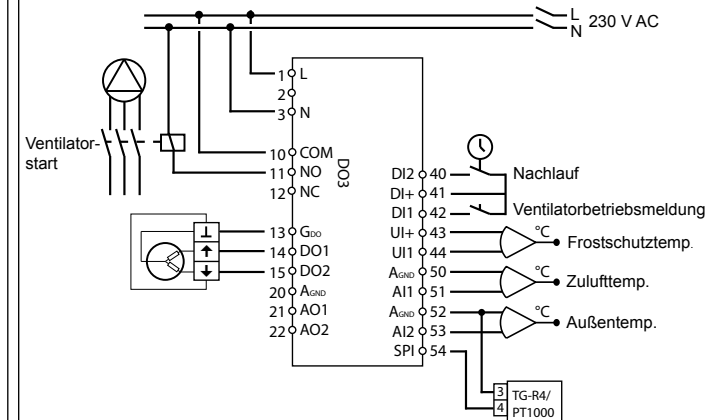 L
N
230 V AC
Ventilator-
start
1 L
2
3 N
10 COM
11 NO
12 NC
DO3
13 GDO
14 DO1
15 DO2
20 AGND
21 AO1
22 AO2
DI2 40
DI+ 41
DI1 42
UI+ 43
UI1 44
AGND 50
AI1 51
AGND 52
AI2 53
SPI 54
Nachlauf
Ventilatorbetriebsmeldung
°C Frostschutztemp.
°C Zulufttemp.
°C Außentemp.
3
4
TG-R4/
PT1000